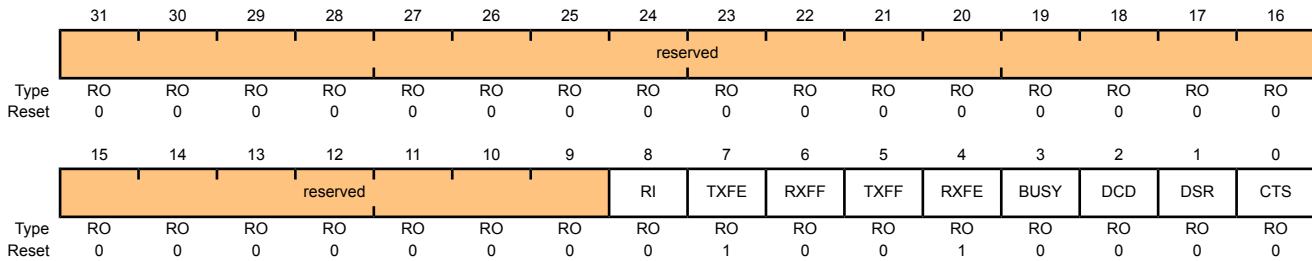 31 30 29 28 27 26 25 24 23 22 21 20 19 18 17 16
reserved
Type RO RO RO RO RO RO RO RO RO RO RO RO RO RO RO RO
Reset 0 0 0 0 0 0 0 0 0 0 0 0 0 0 0 0
15 14 13 12 11 10 9 8 7 6 5 4 3 2 1 0
reserved RI TXFE RXFF TXFF RXFE BUSY DCD DSR CTS
Type RO RO RO RO RO RO RO RO RO RO RO RO RO RO RO RO
Reset 0 0 0 0 0 0 0 0 1 0 0 1 0 0 0 0